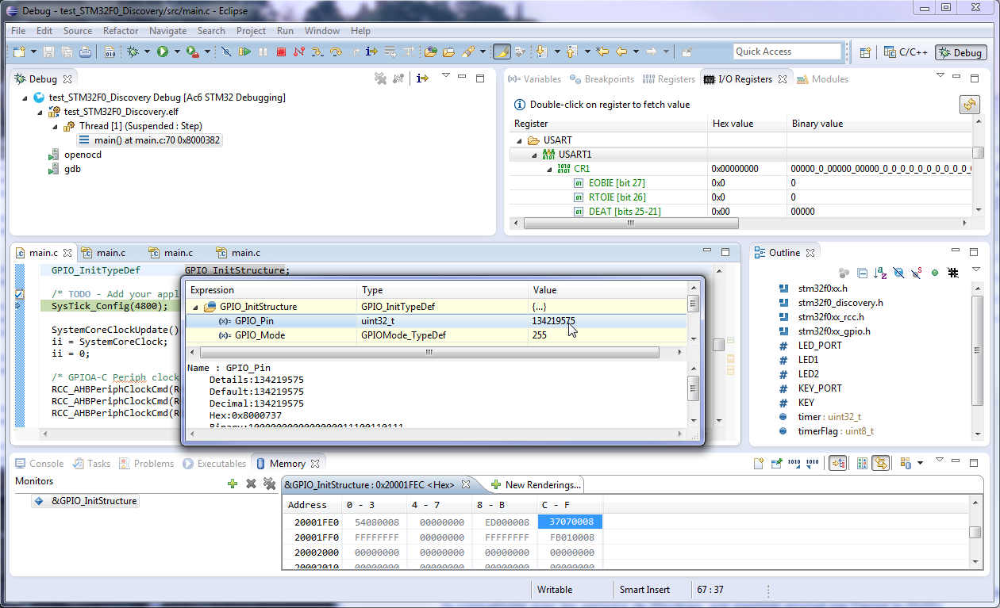 Debug - test_STM32F0_Discovery/src/main.c - Eclipse
File Edit Source Refactor Navigate Search Project Run Window Help
Quick Access
C/C++ Debug
Debug
test_STM32F0_Discovery Debug [Ac6 STM32 Debugging]
test_STM32F0_Discovery.elf
Thread [1] (Suspended : Step)
main() at main.c:70 0x8000382
openocd
gdb
(x)= Variables Breakpoints Registers I/O Registers Modules
Double-click on register to fetch value
Register Hex value Binary value
USART
USART1
CR1 0x00000000 00000_0_00000_00000_0_0_0_0_0_0_0_0_0_0_
EOBIE [bit 27] 0x0 0
RTOIE [bit 26] 0x0 0
DEAT [bits 25-21] 0x00 00000
main.c main.c main.c main.c
GPIO_InitTypeDef GPIO_InitStructure;
/* TODO - Add your appl
SysTick_Config(4800);
SystemCoreClockUpdate()
ii = SystemCoreClock;
ii = 0;
/* GPIOA-C Periph clock
RCC_AHBPeriphClockCmd(R
RCC_AHBPeriphClockCmd(R
RCC_AHBPeriphClockCmd(R
Expression Type Value
GPIO_InitStructure GPIO_InitTypeDef {...}
(x)= GPIO_Pin uint32_t 134219575
(x)= GPIO_Mode GPIOMode_TypeDef 255
Name : GPIO_Pin
Details:134219575
Default:134219575
Decimal:134219575
Hex:0x8000737
Binary:1000000000000000011100110111
Outline
stm32f0xx.h
stm32f0_discovery.h
stm32f0xx_rcc.h
stm32f0xx_gpio.h
LED_PORT
LED1
LED2
KEY_PORT
KEY
timer : uint32_t
timerFlag : uint8_t
Console Tasks Problems Executables Memory
Monitors
&GPIO_InitStructure
&GPIO_InitStructure : 0x20001FEC <Hex> New Renderings...
Address 0 - 3 4 - 7 8 - B C - F
20001FE0 54080008 00000000 ED000008 37070008
20001FF0 FFFFFFFF 00000000 FFFFFFFF FB010008
20002000 00000000 00000000 00000000 00000000
20002010 00000000 00000000 00000000 00000000
Writable Smart Insert 67 : 37